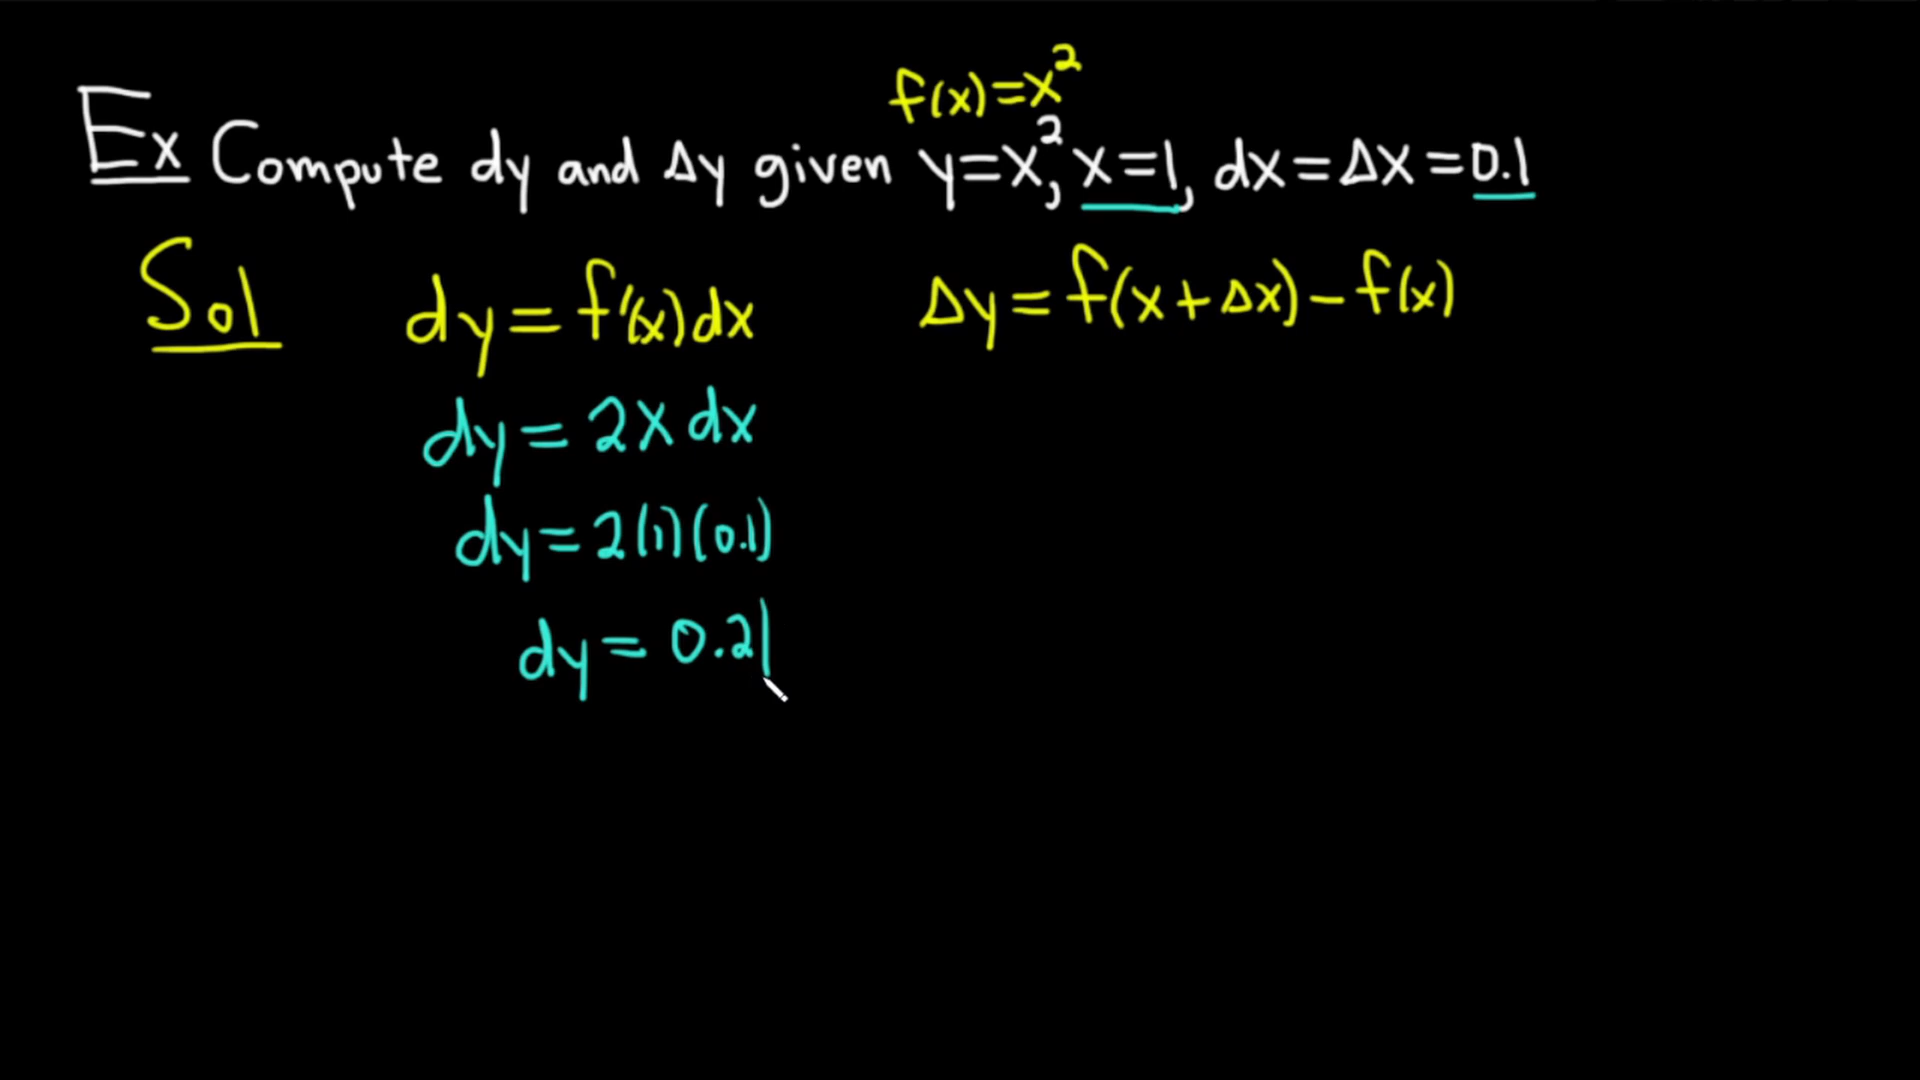 f(x)=x²
Ex Compute dy and Δy given y=x², x=1, dx=Δx=0.1
Sol dy=f'(x)dx Δy=f(x+Δx)-f(x)
dy=2x dx
dy=2(1)(0.1)
dy=0.2|